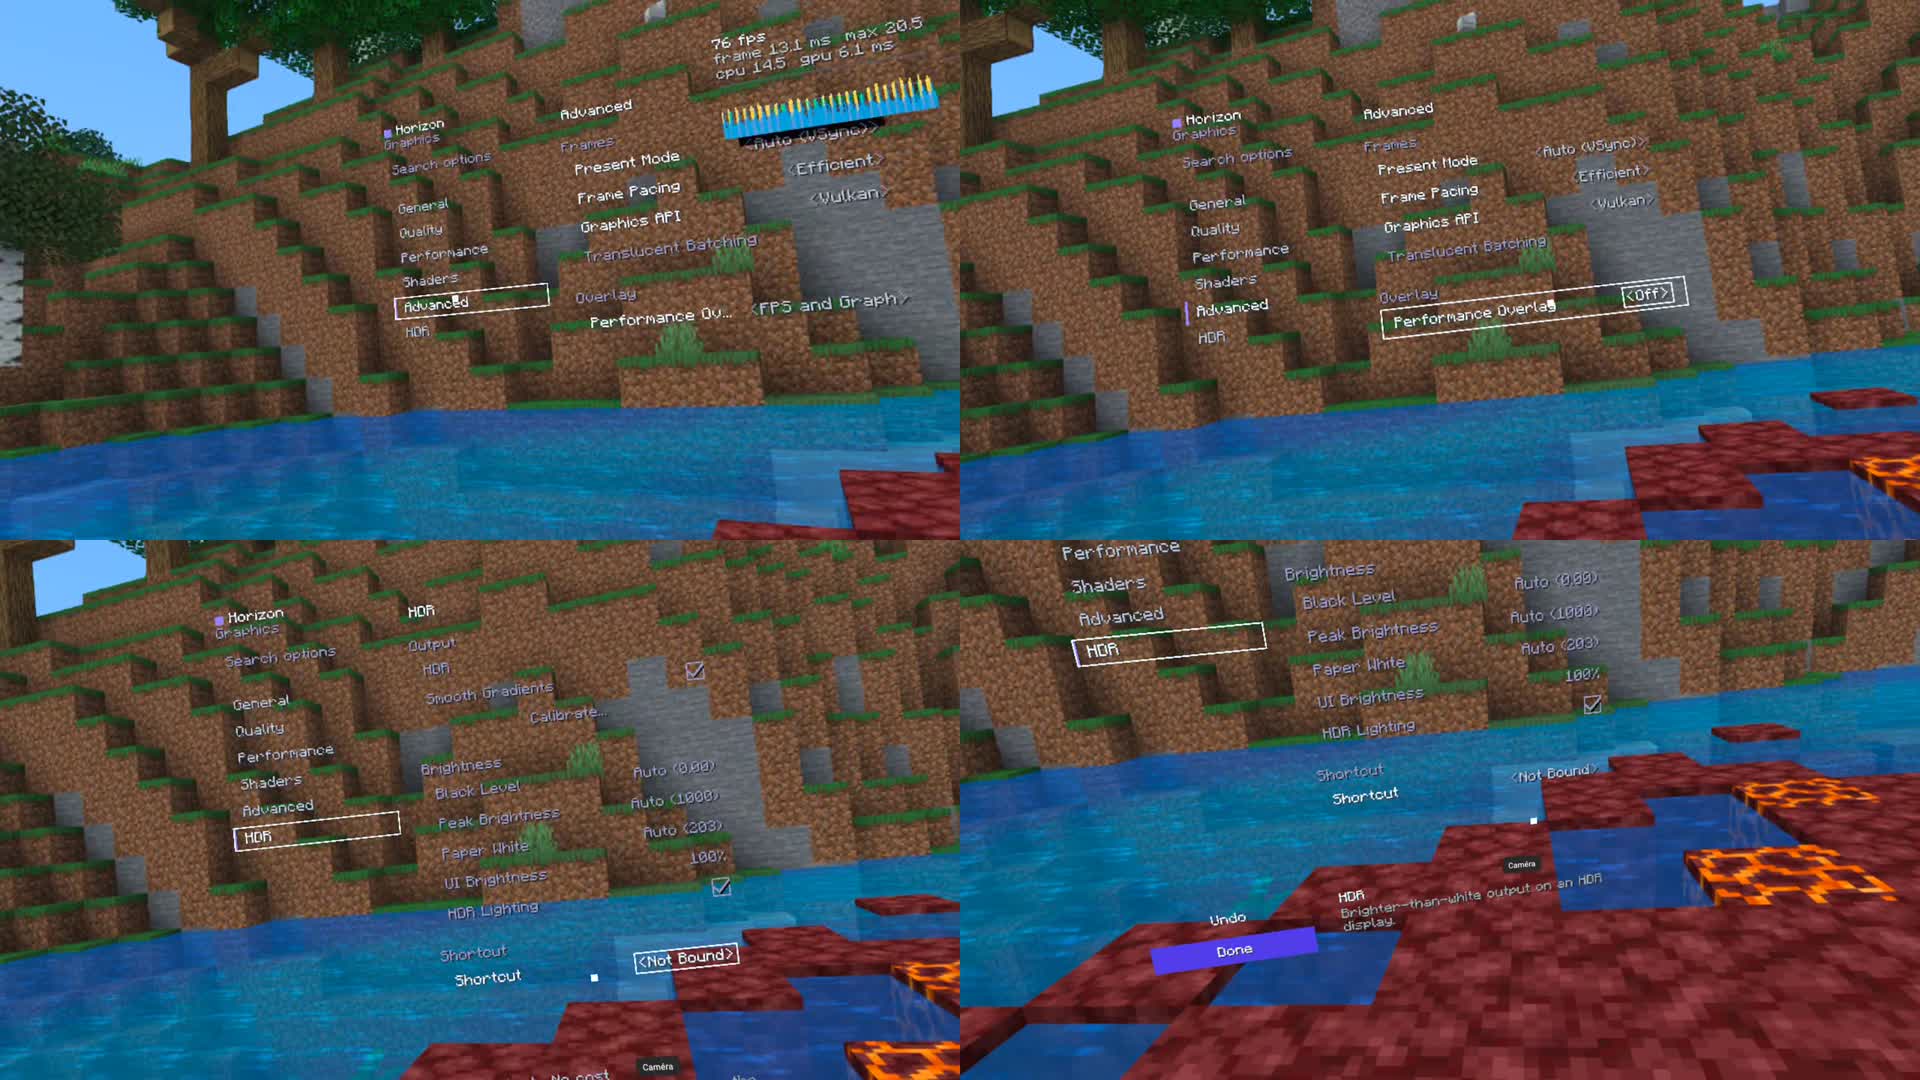 76 fps
frame 13.1 ms max 20.5
cpu 14.5 gpu 6.1 ms
Horizon
Graphics
Search options
General
Quality
Performance
Shaders
Advanced
HDR
Advanced
Frames
Present Mode
<Auto (VSync)>
Frame Pacing
<Efficient>
Graphics API
<Vulkan>
Translucent Batching
Overlay
Performance Ov...
<FPS and Graph>
Horizon
Graphics
Search options
General
Quality
Performance
Shaders
Advanced
HDR
Advanced
Frames
Present Mode
<Auto (VSync)>
Frame Pacing
<Efficient>
Graphics API
<Vulkan>
Translucent Batching
Overlay
Performance Overlay
<Off>
Horizon
Graphics
Search options
General
Quality
Performance
Shaders
Advanced
HDR
HDR
Output
HDR
Smooth Gradients
Calibrate...
Brightness
Black Level
Auto (0.00)
Peak Brightness
Auto (1000)
Paper White
Auto (203)
UI Brightness
100%
HDR Lighting
Shortcut
Shortcut
<Not Bound>
No cost
Caméra
the
Performance
Shaders
Advanced
HDR
Brightness
Black Level
Auto (0.00)
Peak Brightness
Auto (1000)
Paper White
Auto (203)
UI Brightness
100%
HDR Lighting
Shortcut
Shortcut
<Not Bound>
Caméra
HDR
Brighter-than-white output on an HDR
display.
Undo
Done